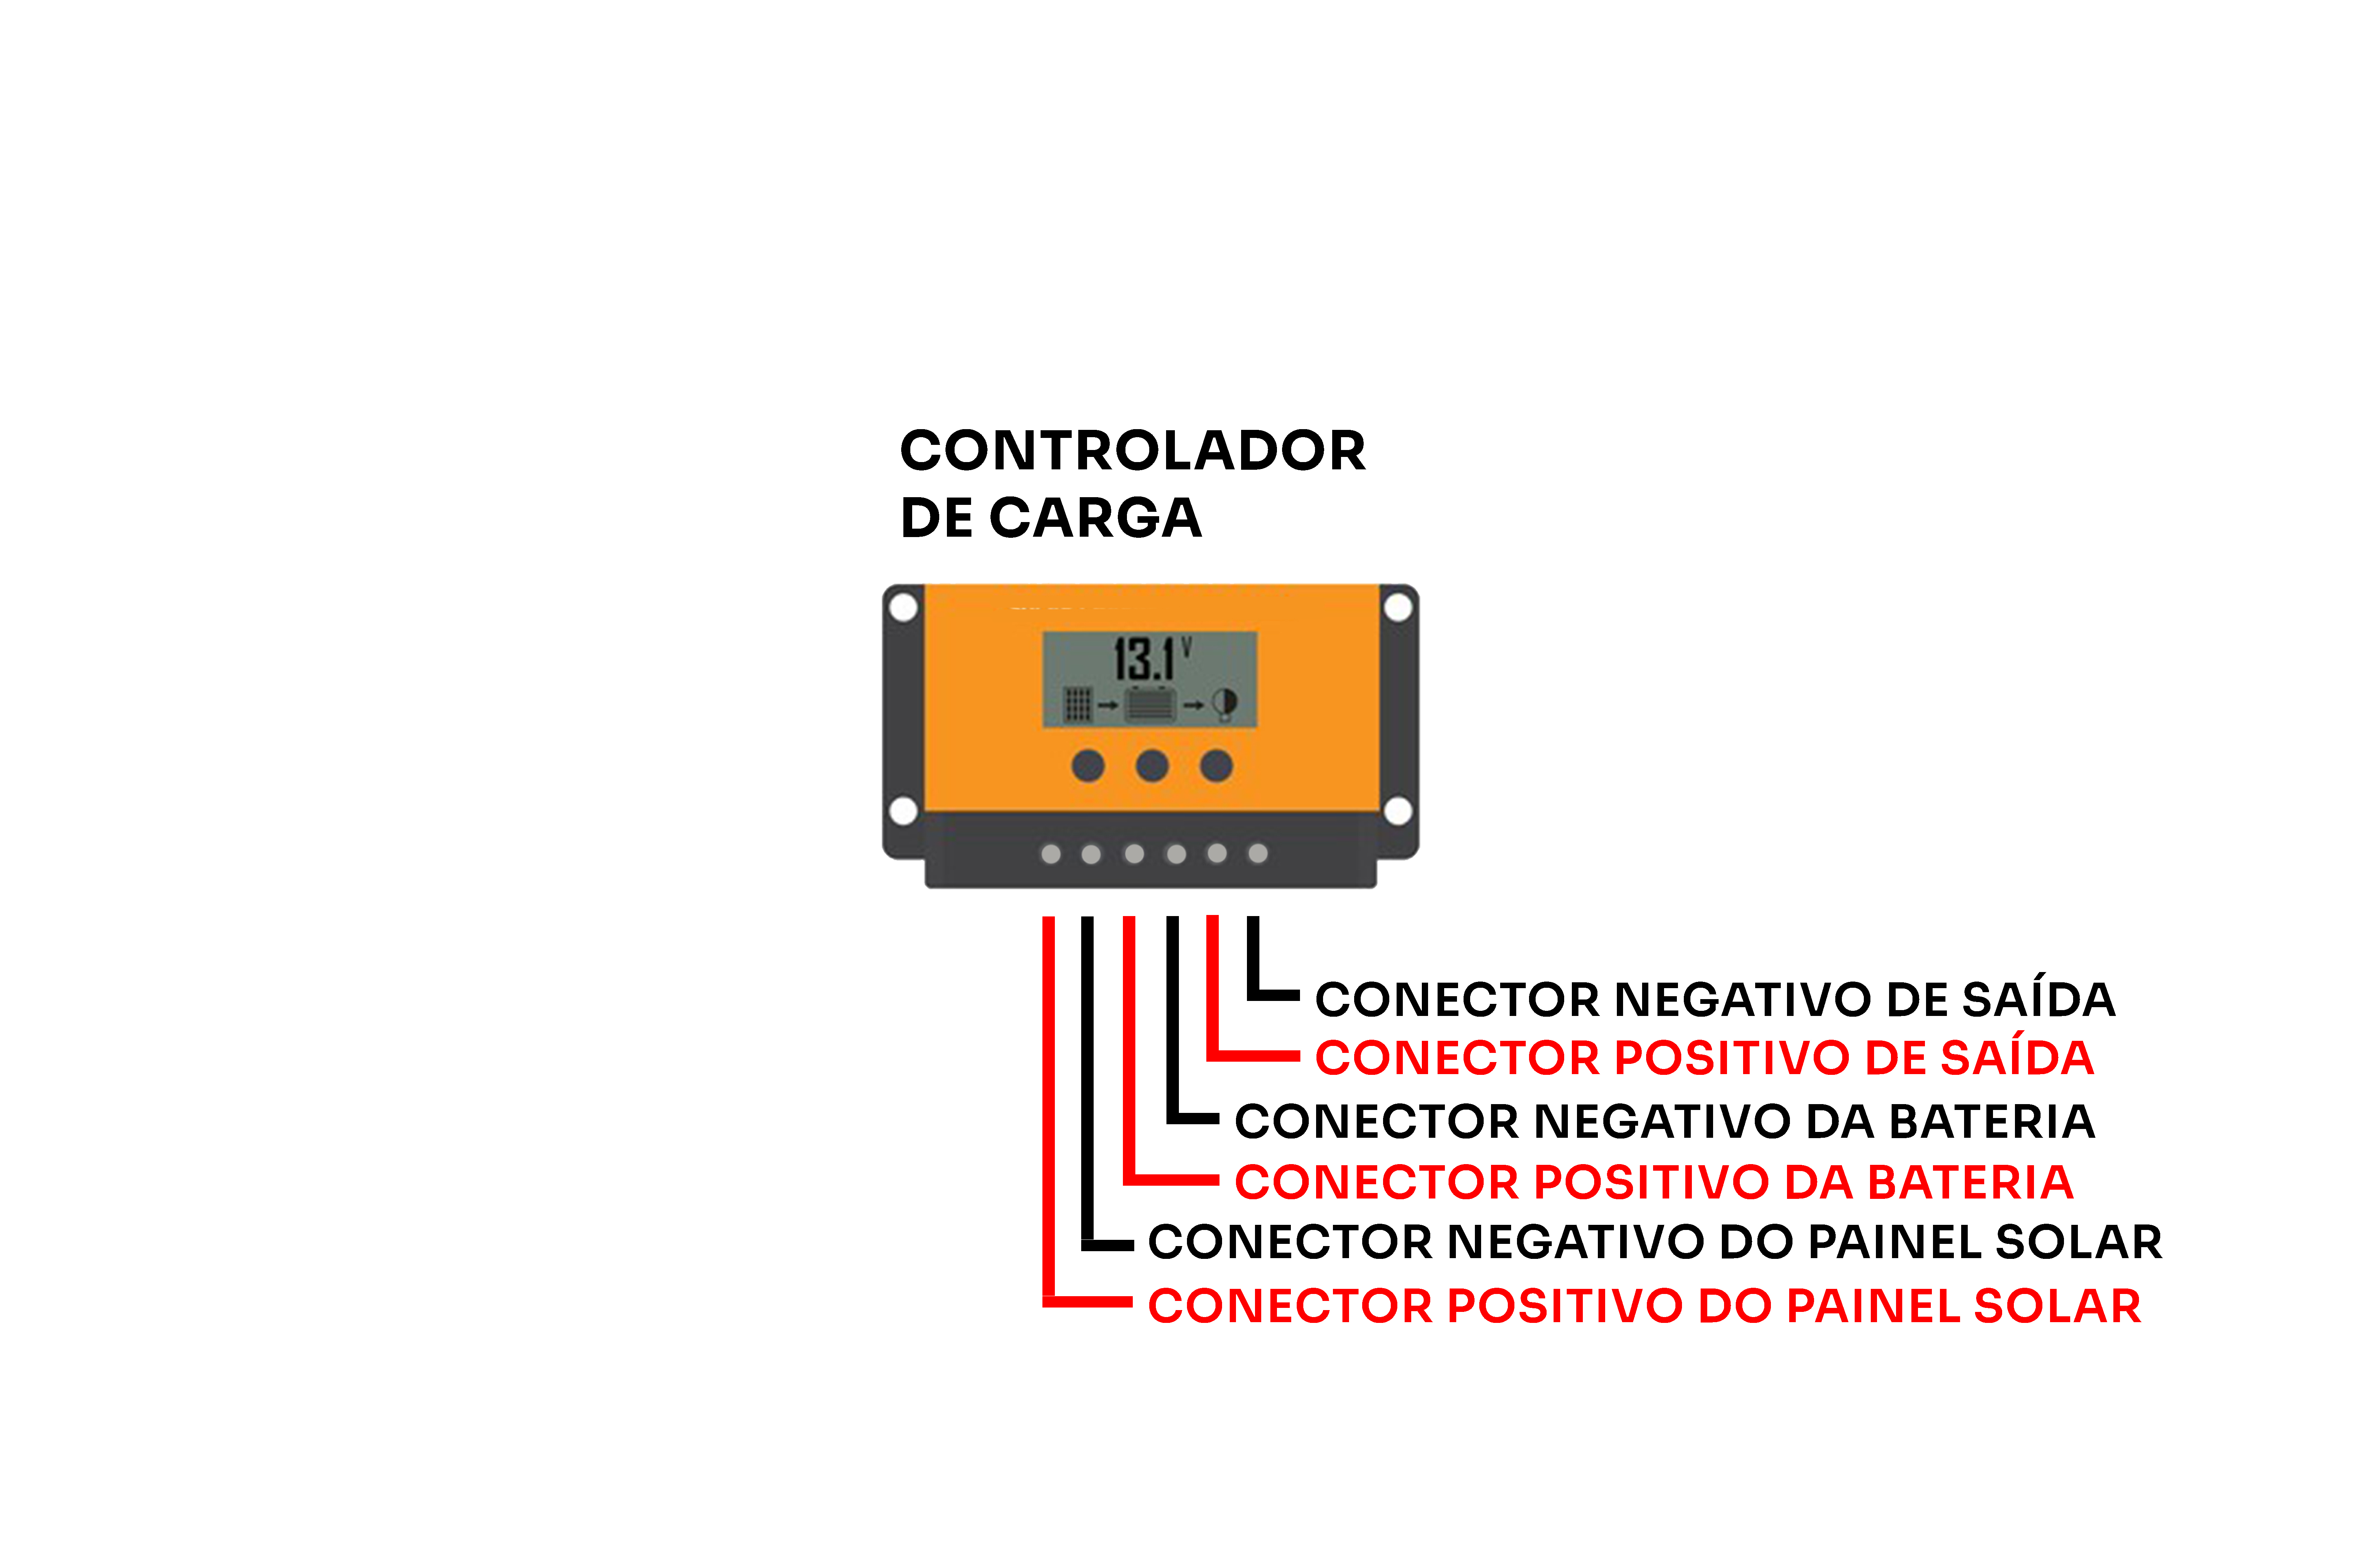 CONTROLADOR
DE CARGA
13.1 V
CONECTOR NEGATIVO DE SAÍDA
CONECTOR POSITIVO DE SAÍDA
CONECTOR NEGATIVO DA BATERIA
CONECTOR POSITIVO DA BATERIA
CONECTOR NEGATIVO DO PAINEL SOLAR
CONECTOR POSITIVO DO PAINEL SOLAR